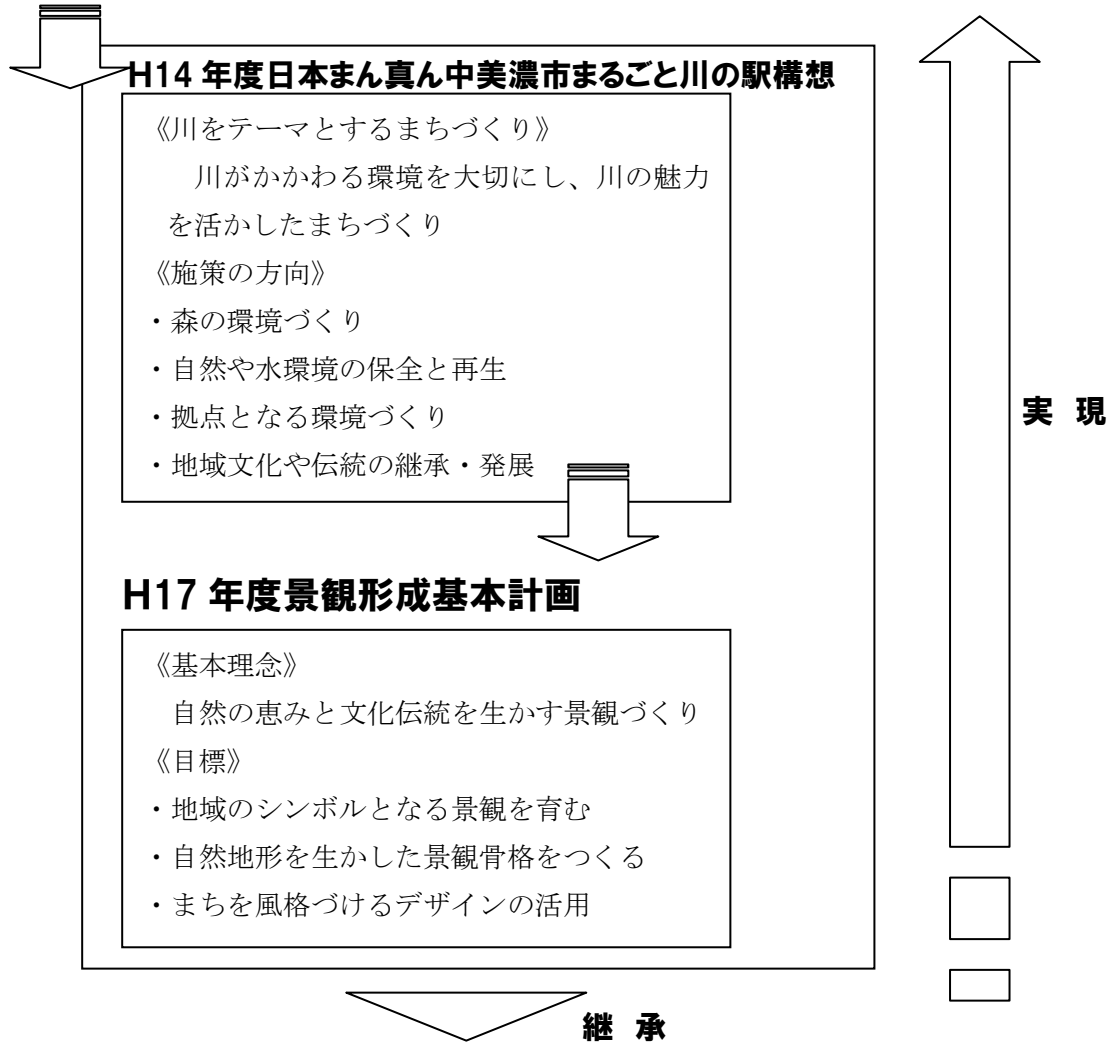 H14 年度日本まん真ん中美濃市まるごと川の駅構想
《川をテーマとするまちづくり》
川がかかわる環境を大切にし、川の魅力
を活かしたまちづくり
《施策の方向》
・森の環境づくり
・自然や水環境の保全と再生
・拠点となる環境づくり
・地域文化や伝統の継承・発展
実 現
H17 年度景観形成基本計画
《基本理念》
自然の恵みと文化伝統を生かす景観づくり
《目標》
・地域のシンボルとなる景観を育む
・自然地形を生かした景観骨格をつくる
・まちを風格づけるデザインの活用
継 承